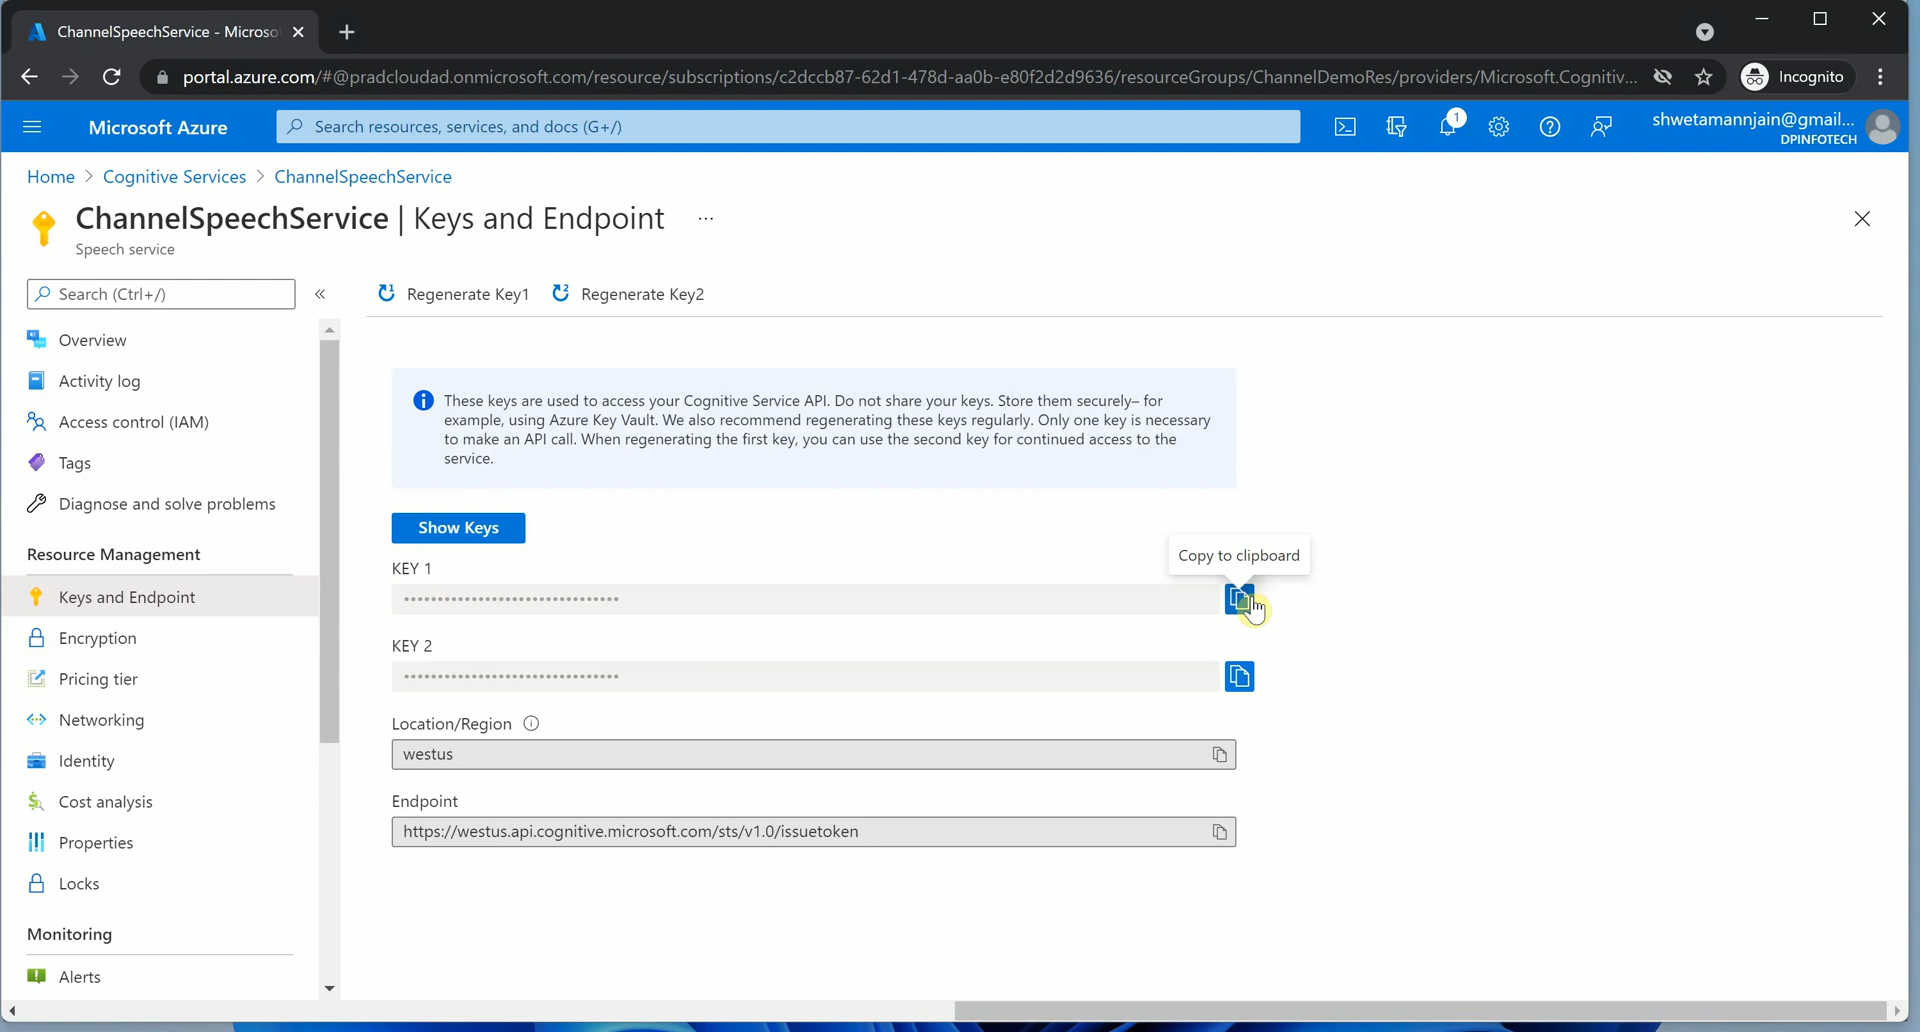 ChannelSpeechService - Microso
portal.azure.com/#@pradcloudad.onmicrosoft.com/resource/subscriptions/c2dccb87-62d1-478d-aa0b-e80f2d2d9636/resourceGroups/ChannelDemoRes/providers/Microsoft.Cognitiv...
Incognito
Microsoft Azure
Search resources, services, and docs (G+/)
1
shwetamannjain@gmail...
DPINFOTECH
Home > Cognitive Services > ChannelSpeechService
ChannelSpeechService | Keys and Endpoint ...
Speech service
Search (Ctrl+/)
«
Regenerate Key1
Regenerate Key2
Overview
Activity log
Access control (IAM)
Tags
Diagnose and solve problems
Resource Management
Keys and Endpoint
Encryption
Pricing tier
Networking
Identity
Cost analysis
Properties
Locks
Monitoring
Alerts
These keys are used to access your Cognitive Service API. Do not share your keys. Store them securely– for
example, using Azure Key Vault. We also recommend regenerating these keys regularly. Only one key is necessary
to make an API call. When regenerating the first key, you can use the second key for continued access to the
service.
Show Keys
Copy to clipboard
KEY 1
••••••••••••••••••••••••••••••••
KEY 2
••••••••••••••••••••••••••••••••
Location/Region
westus
Endpoint
https://westus.api.cognitive.microsoft.com/sts/v1.0/issuetoken